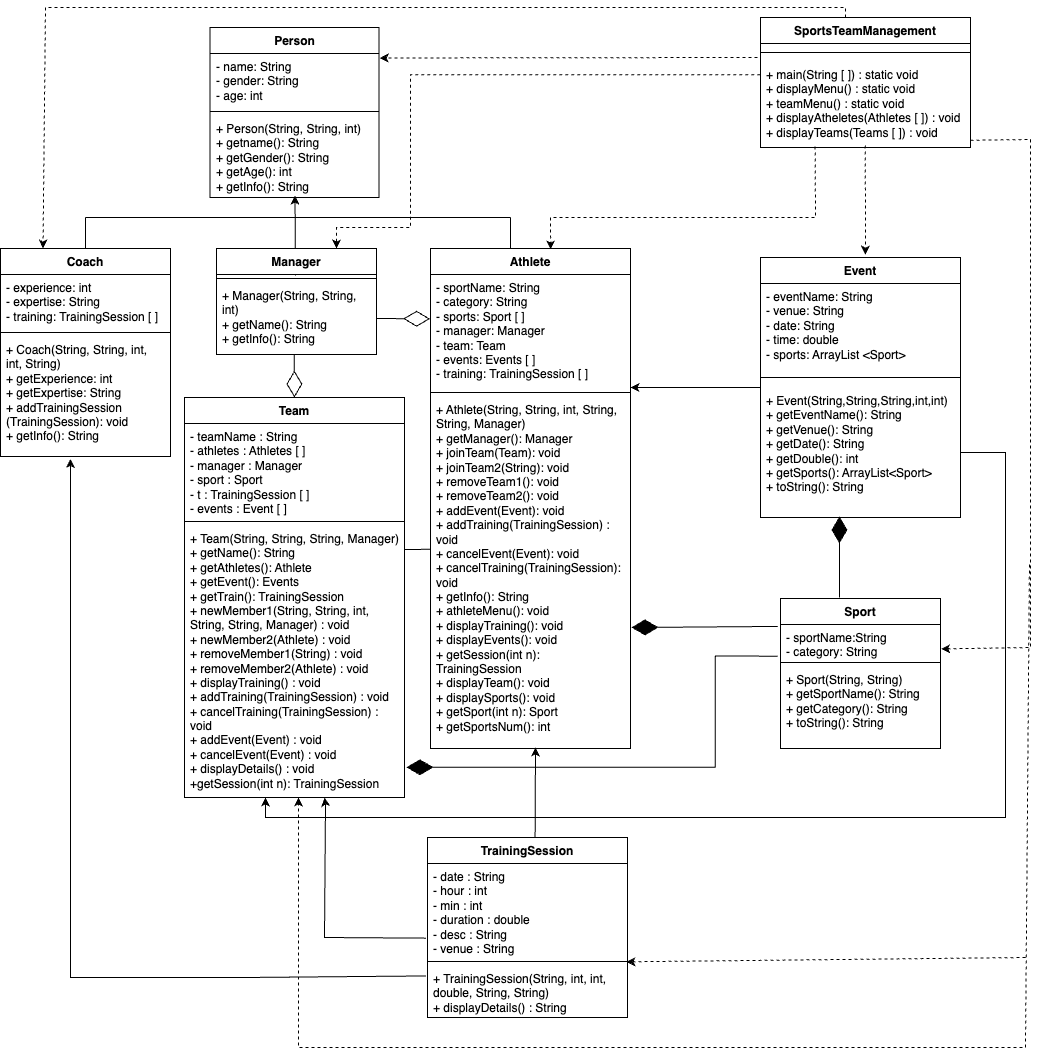 Person
- name: String
- gender: String
- age: int
+ Person(String, String, int)
+ getname(): String
+ getGender(): String
+ getAge(): int
+ getInfo(): String
SportsTeamManagement
+ main(String [ ]) : static void
+ displayMenu() : static void
+ teamMenu() : static void
+ displayAtheletes(Athletes [ ]) : void
+ displayTeams(Teams [ ]) : void
Coach
- experience: int
- expertise: String
- training: TrainingSession [ ]
+ Coach(String, String, int,
int, String)
+ getExperience: int
+ getExpertise: String
+ addTrainingSession
(TrainingSession): void
+ getInfo(): String
Manager
+ Manager(String, String,
int)
+ getName(): String
+ getInfo(): String
Athlete
- sportName: String
- category: String
- sports: Sport [ ]
- manager: Manager
- team: Team
- events: Events [ ]
- training: TrainingSession [ ]
+ Athlete(String, String, int, String,
String, Manager)
+ getManager(): Manager
+ joinTeam(Team): void
+ joinTeam2(String): void
+ removeTeam1(): void
+ removeTeam2(): void
+ addEvent(Event): void
+ addTraining(TrainingSession) :
void
+ cancelEvent(Event): void
+ cancelTraining(TrainingSession):
void
+ getInfo(): String
+ athleteMenu(): void
+ displayTraining(): void
+ displayEvents(): void
+ getSession(int n):
TrainingSession
+ displayTeam(): void
+ displaySports(): void
+ getSport(int n): Sport
+ getSportsNum(): int
Event
- eventName: String
- venue: String
- date: String
- time: double
- sports: ArrayList <Sport>
+ Event(String,String,String,int,int)
+ getEventName(): String
+ getVenue(): String
+ getDate(): String
+ getDouble(): int
+ getSports(): ArrayList<Sport>
+ toString(): String
Team
- teamName : String
- athletes : Athletes [ ]
- manager : Manager
- sport : Sport
- t : TrainingSession [ ]
- events : Event [ ]
+ Team(String, String, String, Manager)
+ getName(): String
+ getAthletes(): Athlete
+ getEvent(): Events
+ getTrain(): TrainingSession
+ newMember1(String, String, int,
String, String, Manager) : void
+ newMember2(Athlete) : void
+ removeMember1(String) : void
+ removeMember2(Athlete) : void
+ displayTraining() : void
+ addTraining(TrainingSession) : void
+ cancelTraining(TrainingSession) :
void
+ addEvent(Event) : void
+ cancelEvent(Event) : void
+ displayDetails() : void
+getSession(int n): TrainingSession
Sport
- sportName:String
- category: String
+ Sport(String, String)
+ getSportName(): String
+ getCategory(): String
+ toString(): String
TrainingSession
- date : String
- hour : int
- min : int
- duration : double
- desc : String
- venue : String
+ TrainingSession(String, int, int,
double, String, String)
+ displayDetails() : String